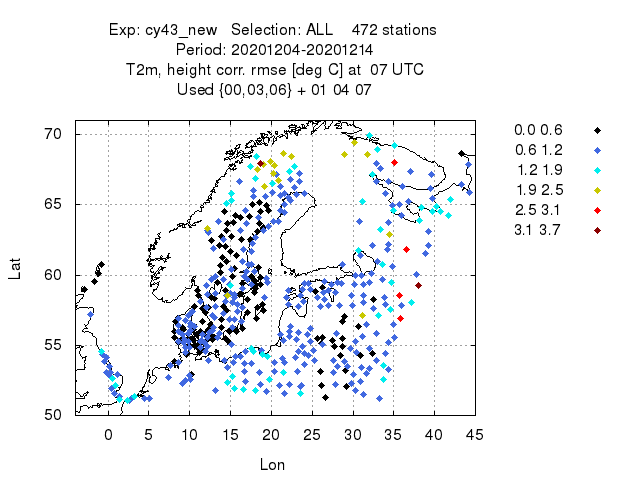 Exp: cy43_new Selection: ALL 472 stations
Period: 20201204-20201214
T2m, height corr. rmse [deg C] at 07 UTC
Used {00,03,06} + 01 04 07
0.0 0.6
0.6 1.2
1.2 1.9
1.9 2.5
2.5 3.1
3.1 3.7
70
65
60
55
50
Lat
0 5 10 15 20 25 30 35 40 45
Lon